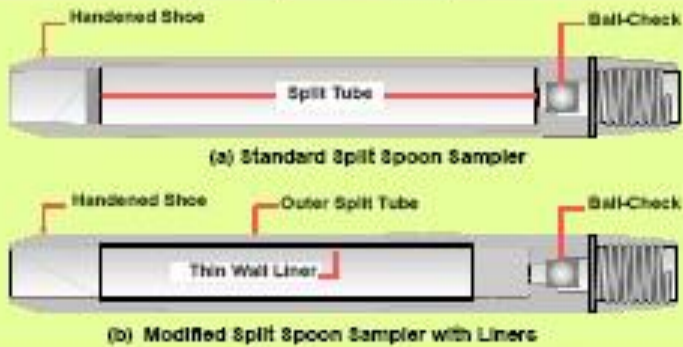 Handened Shoe
Ball-Check
Split Tube
(a) Standard Split Spoon Sampler
Handened Shoe
Outer Split Tube
Ball-Check
Thin Wall Liner
(b) Modified Split Spoon Sampler with Liners